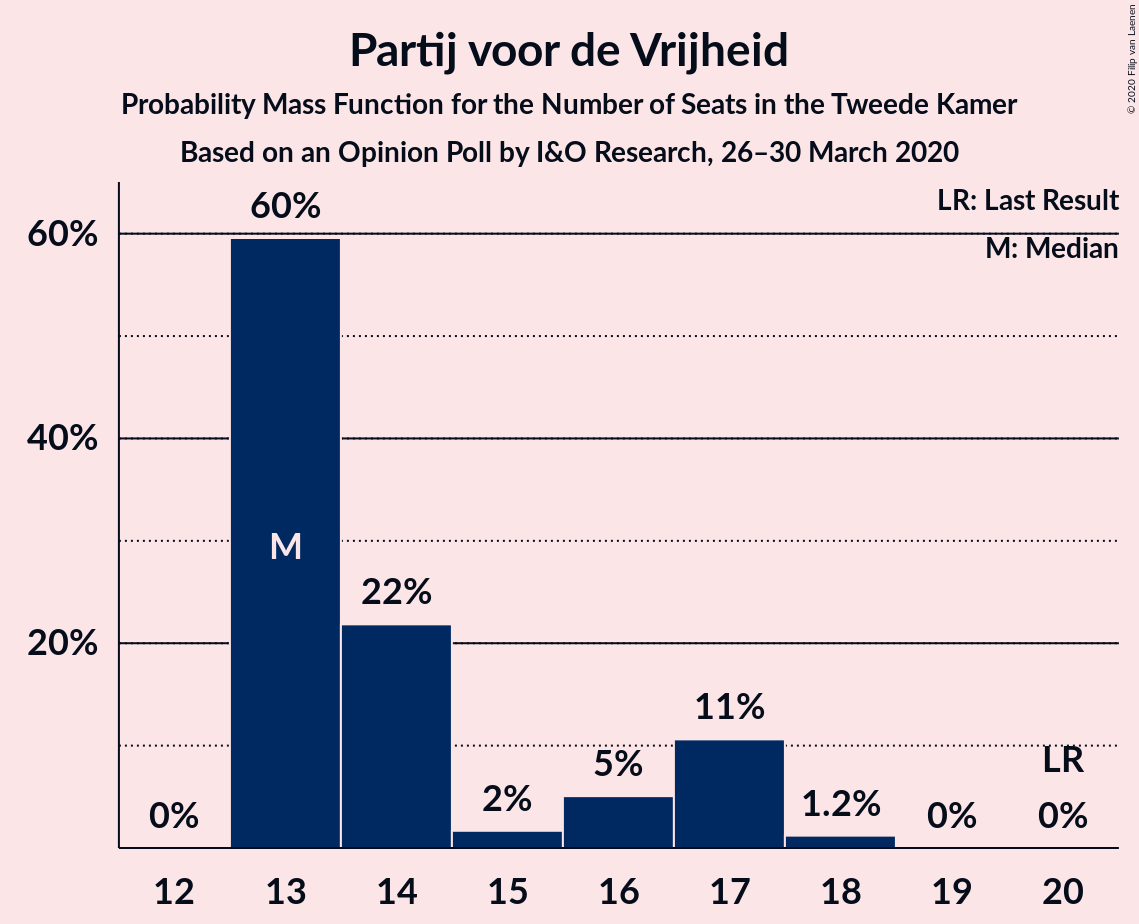 Partij voor de Vrijheid
Probability Mass Function for the Number of Seats in the Tweede Kamer
Based on an Opinion Poll by I&O Research, 26–30 March 2020
© 2020 Filip van Laenen
LR: Last Result
M: Median
60%
40%
20%
0%
60%
M
22%
2%
5%
11%
1.2%
0%
LR
0%
12 13 14 15 16 17 18 19 20